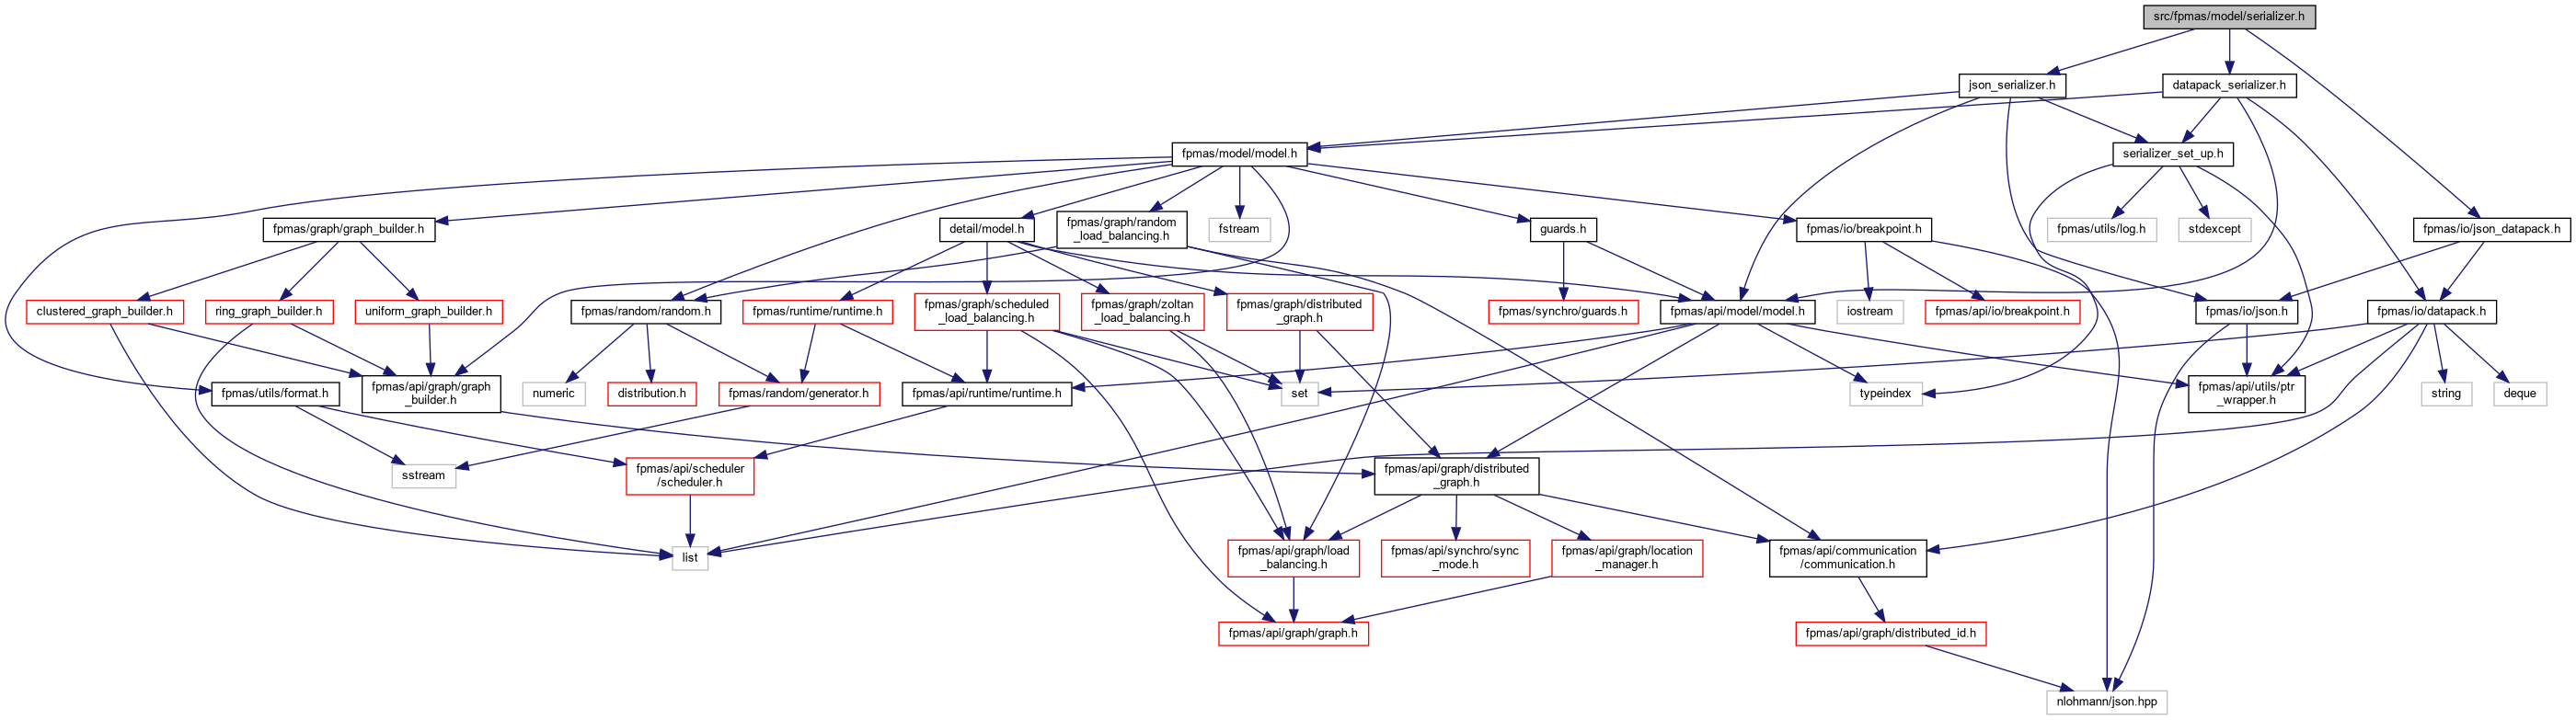 src/fpmas/model/serializer.h
json_serializer.h
datapack_serializer.h
fpmas/model/model.h
serializer_set_up.h
fpmas/graph/graph_builder.h
detail/model.h
fpmas/graph/random
_load_balancing.h
fstream
guards.h
fpmas/io/breakpoint.h
fpmas/utils/log.h
stdexcept
fpmas/io/json_datapack.h
clustered_graph_builder.h
ring_graph_builder.h
uniform_graph_builder.h
fpmas/random/random.h
fpmas/runtime/runtime.h
fpmas/graph/scheduled
_load_balancing.h
fpmas/graph/zoltan
_load_balancing.h
fpmas/graph/distributed
_graph.h
fpmas/synchro/guards.h
fpmas/api/model/model.h
iostream
fpmas/api/io/breakpoint.h
fpmas/io/json.h
fpmas/io/datapack.h
fpmas/utils/format.h
fpmas/api/graph/graph
_builder.h
numeric
distribution.h
fpmas/random/generator.h
fpmas/api/runtime/runtime.h
set
typeindex
fpmas/api/utils/ptr
_wrapper.h
string
deque
sstream
fpmas/api/scheduler
/scheduler.h
fpmas/api/graph/distributed
_graph.h
list
fpmas/api/graph/load
_balancing.h
fpmas/api/synchro/sync
_mode.h
fpmas/api/graph/location
_manager.h
fpmas/api/communication
/communication.h
fpmas/api/graph/graph.h
fpmas/api/graph/distributed_id.h
nlohmann/json.hpp